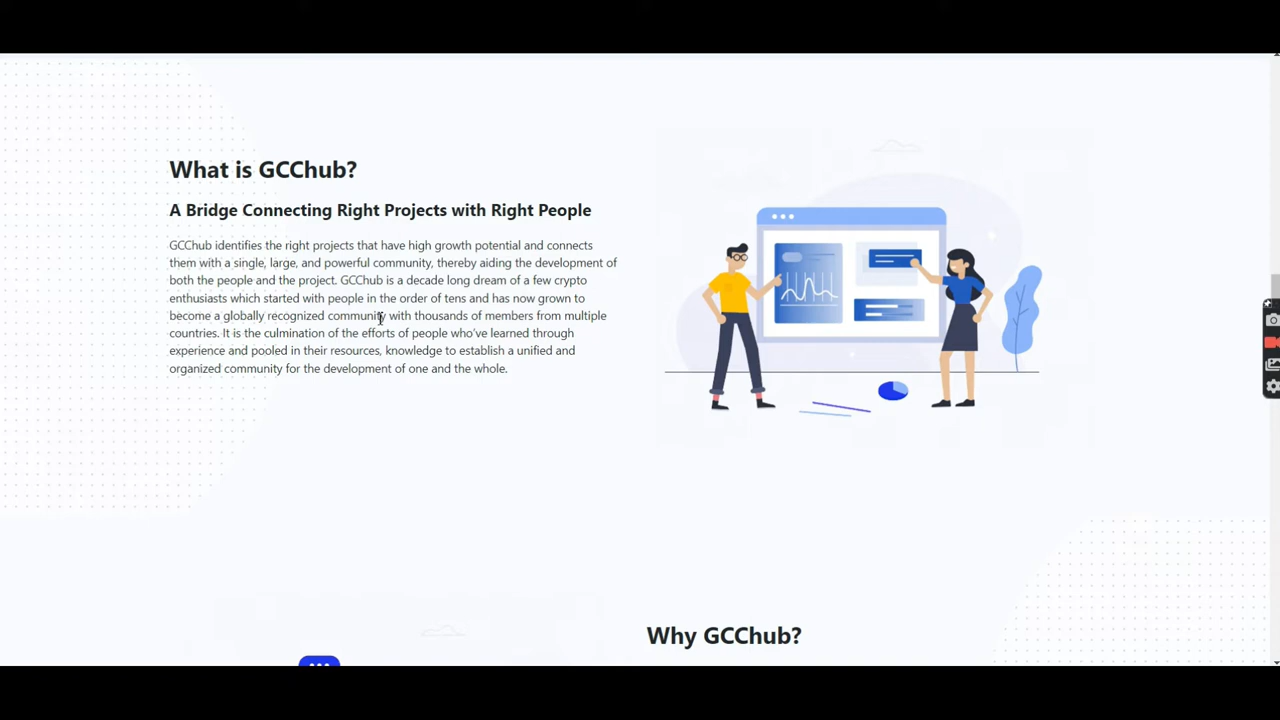 What is GCChub?
A Bridge Connecting Right Projects with Right People
GCChub identifies the right projects that have high growth potential and connects
them with a single, large, and powerful community, thereby aiding the development of
both the people and the project. GCChub is a decade long dream of a few crypto
enthusiasts which started with people in the order of tens and has now grown to
become a globally recognized community with thousands of members from multiple
countries. It is the culmination of the efforts of people who've learned through
experience and pooled in their resources, knowledge to establish a unified and
organized community for the development of one and the whole.
Why GCChub?